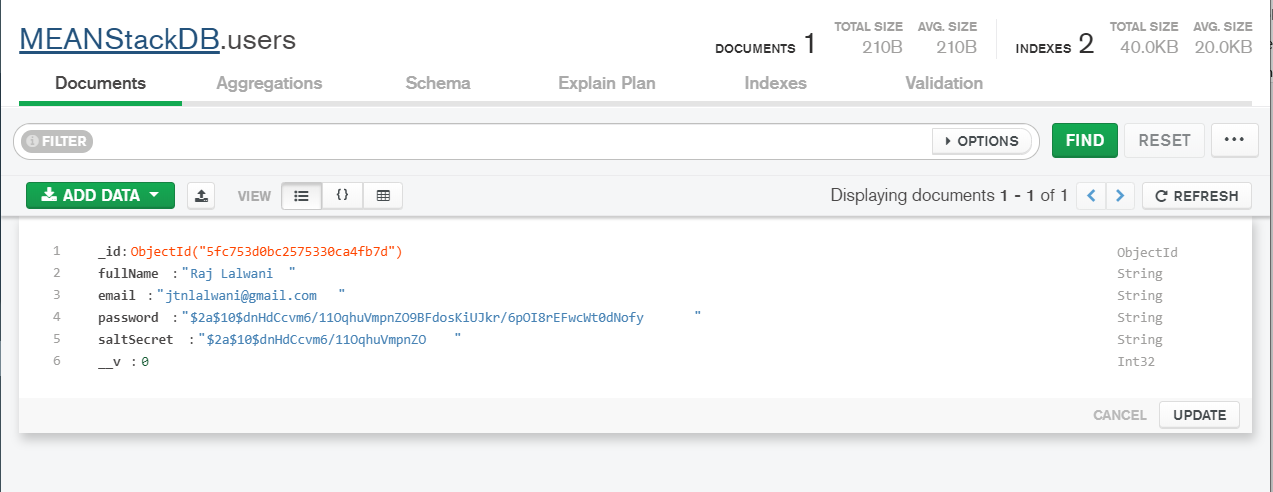 MEANStackDB.users
DOCUMENTS 1 TOTAL SIZE 210B AVG. SIZE 210B INDEXES 2 TOTAL SIZE 40.0KB AVG. SIZE 20.0KB
Documents Aggregations Schema Explain Plan Indexes Validation
FILTER OPTIONS FIND RESET ···
ADD DATA VIEW {} Displaying documents 1 - 1 of 1 < > REFRESH
1 _id: ObjectId("5fc753d0bc2575330ca4fb7d") ObjectId
2 fullName : "Raj Lalwani " String
3 email : "jtnlalwani@gmail.com " String
4 password : "$2a$10$dnHdCcvm6/11OqhuVmpnZO9BFdosKiUJkr/6pOI8rEFwcWt0dNofy " String
5 saltSecret : "$2a$10$dnHdCcvm6/11OqhuVmpnZO " String
6 __v : 0 Int32
CANCEL UPDATE